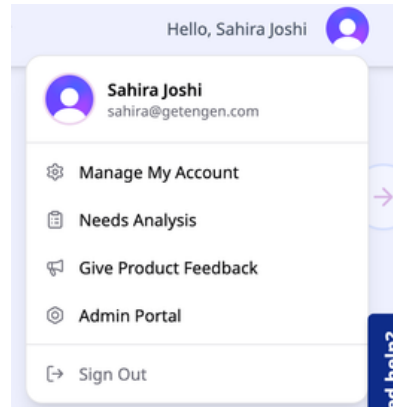 Hello, Sahira Joshi
Sahira Joshi
sahira@getengen.com
Manage My Account
Needs Analysis
Give Product Feedback
Admin Portal
Sign Out
help?